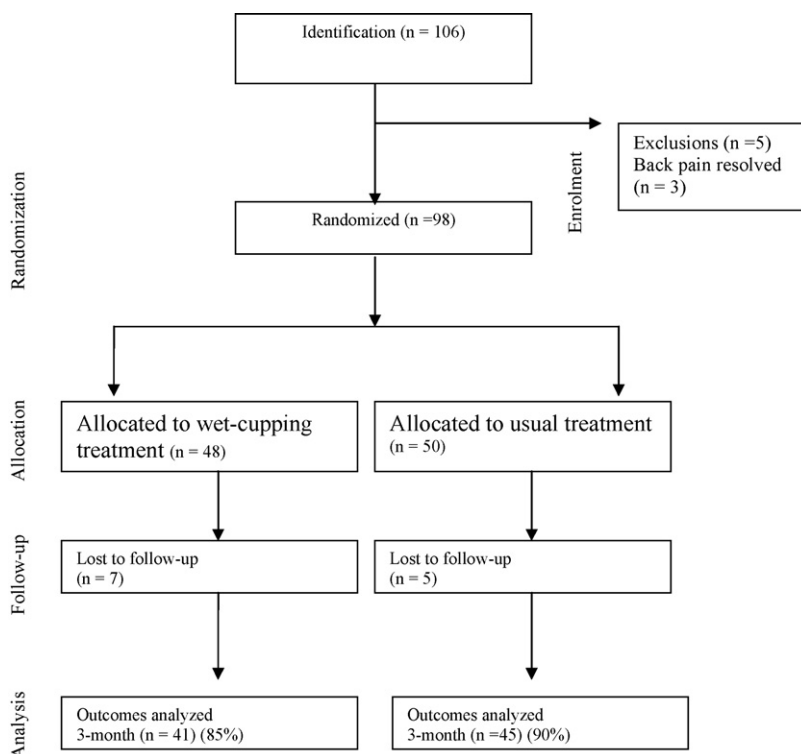 Identification (n = 106)
Exclusions (n =5)
Back pain resolved
(n = 3)
Enrolment
Randomization
Randomized (n =98)
Allocation
Allocated to wet-cupping
treatment (n = 48)
Allocated to usual treatment
(n = 50)
Follow-up
Lost to follow-up
(n = 7)
Lost to follow-up
(n = 5)
Analysis
Outcomes analyzed
3-month (n = 41) (85%)
Outcomes analyzed
3-month (n =45) (90%)